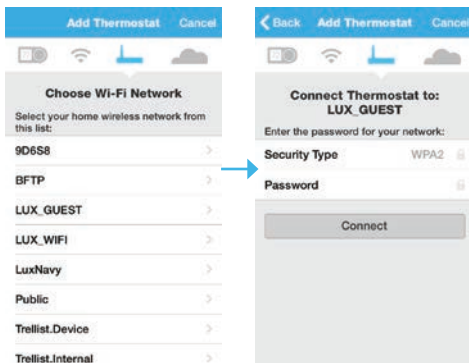 Add Thermostat Cancel
Choose Wi-Fi Network
Select your home wireless network from
this list:
9D6S8
BFTP
LUX_GUEST
LUX_WIFI
LuxNavy
Public
Trellist.Device
Trellist.Internal
Back Add Thermostat Cancel
Connect Thermostat to:
LUX_GUEST
Enter the password for your network:
Security Type WPA2
Password
Connect